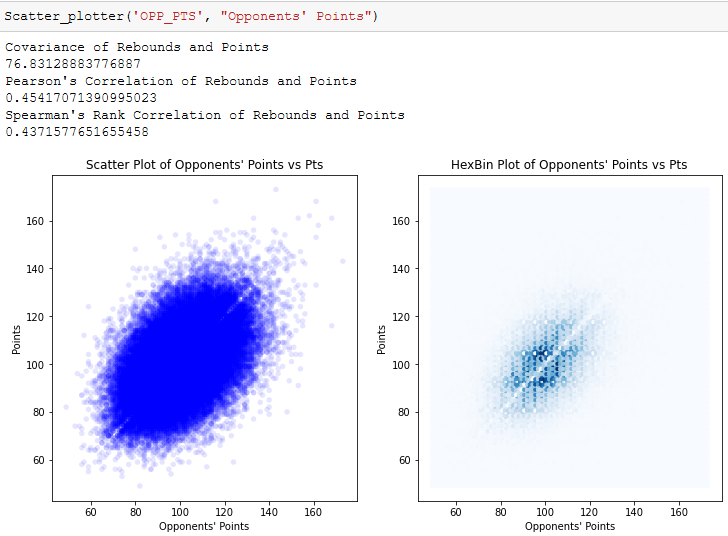 Scatter_plotter('OPP_PTS', "Opponents' Points")
Covariance of Rebounds and Points
76.83128883776887
Pearson's Correlation of Rebounds and Points
0.45417071390995023
Spearman's Rank Correlation of Rebounds and Points
0.4371577651655458
Scatter Plot of Opponents' Points vs Pts
160
140
120
100
80
60
Points
60 80 100 120 140 160
Opponents' Points
HexBin Plot of Opponents' Points vs Pts
160
140
120
100
80
60
Points
60 80 100 120 140 160
Opponents' Points